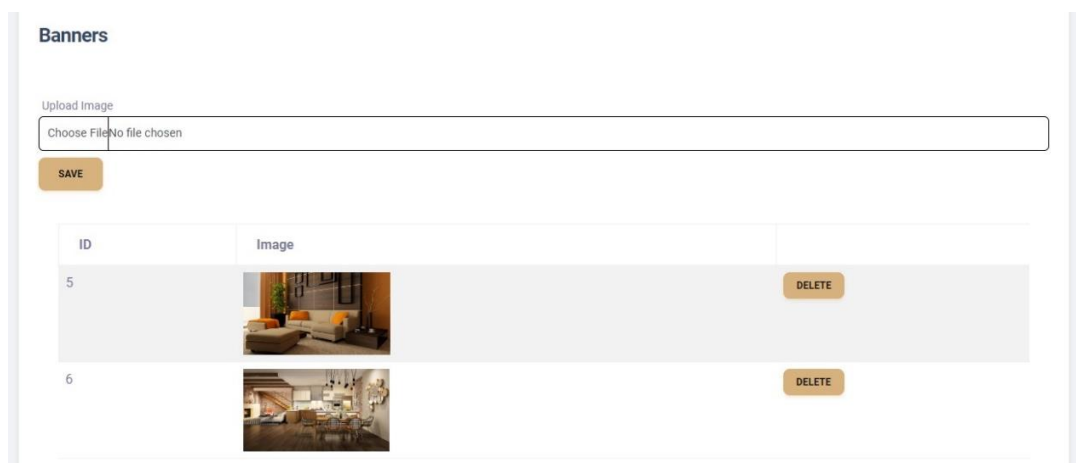 Banners
Upload Image
Choose File No file chosen
SAVE
ID Image
5 DELETE
6 DELETE